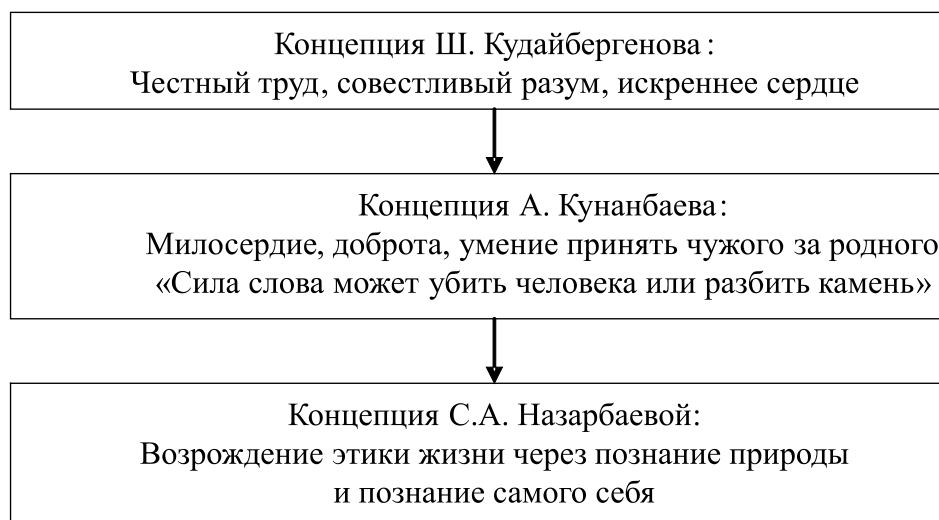 Концепция Ш. Кудайбергенова:
Честный труд, совестливый разум, искреннее сердце
Концепция А. Кунанбаева:
Милосердие, доброта, умение принять чужого за родного
«Сила слова может убить человека или разбить камень»
Концепция С.А. Назарбаевой:
Возрождение этики жизни через познание природы
и познание самого себя